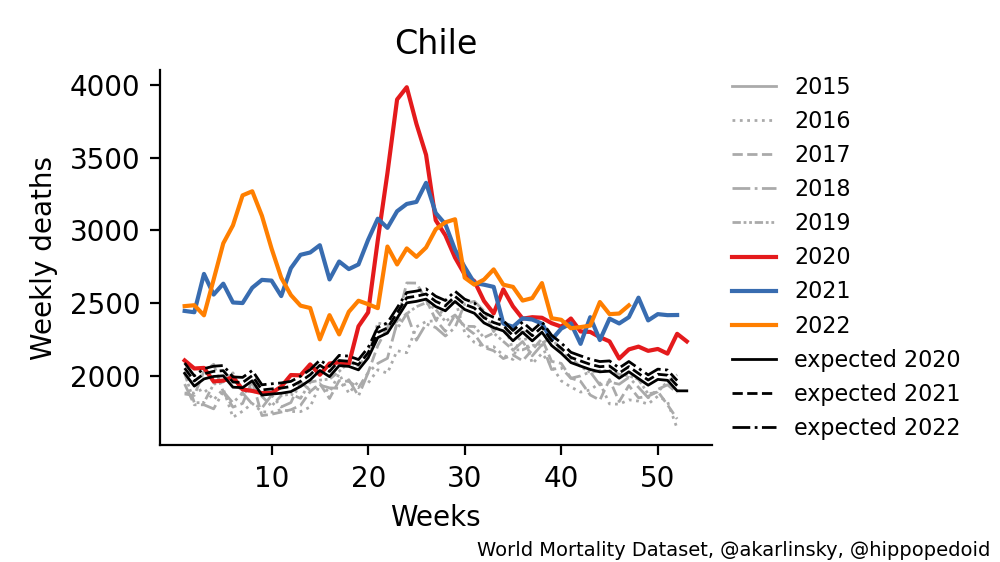 Chile
Weekly deaths
4000
3500
3000
2500
2000
10 20 30 40 50
Weeks
2015
2016
2017
2018
2019
2020
2021
2022
expected 2020
expected 2021
expected 2022
World Mortality Dataset, @akarlinsky, @hippopedoid